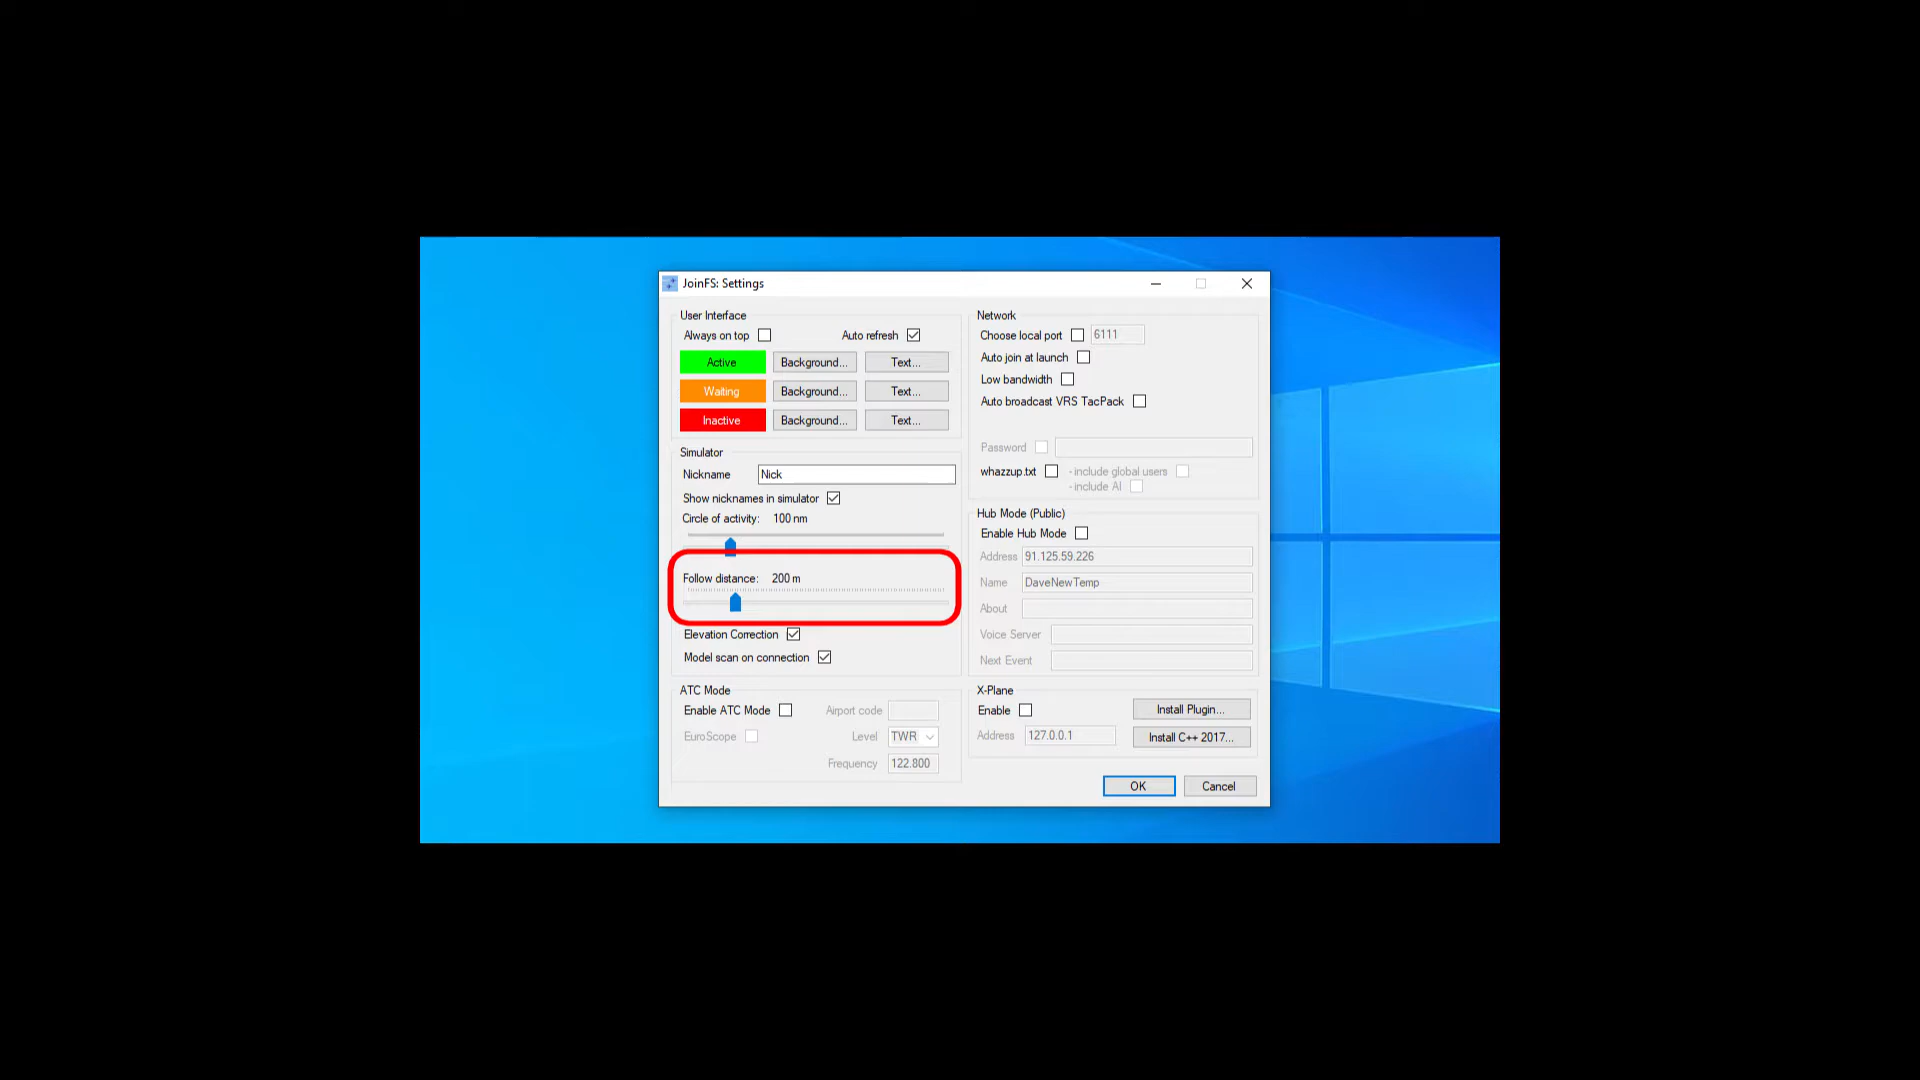 JoinFS: Settings
User Interface
Always on top
Auto refresh
Active
Background...
Text...
Waiting
Background...
Text...
Inactive
Background...
Text...
Simulator
Nickname
Nick
Show nicknames in simulator
Circle of activity: 100 nm
Follow distance: 200 m
Elevation Correction
Model scan on connection
ATC Mode
Enable ATC Mode
Airport code
EuroScope
Level
TWR
Frequency
122.800
Network
Choose local port
6111
Auto join at launch
Low bandwidth
Auto broadcast VRS TacPack
Password
whazzup.txt
- include global users
- include AI
Hub Mode (Public)
Enable Hub Mode
Address
91.125.59.226
Name
DaveNewTemp
About
Voice Server
Next Event
X-Plane
Enable
Install Plugin...
Address
127.0.0.1
Install C++ 2017...
OK
Cancel